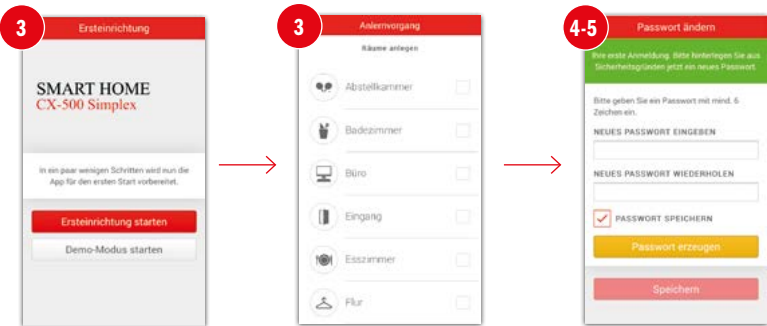 3
Ersteinrichtung
SMART HOME
CX-500 Simplex
In ein paar wenigen Schritten wird nun die
App für den ersten Start vorbereitet.
Ersteinrichtung starten
Demo-Modus starten
3
Anlernvorgang
Räume anlegen
Abstellkammer
Badezimmer
Büro
Eingang
Esszimmer
Flur
4-5
Passwort ändern
Ihre erste Anmeldung. Bitte hinterlegen Sie aus
Sicherheitsgründen jetzt ein neues Passwort.
Bitte geben Sie ein Passwort mit mind. 6
Zeichen ein.
NEUES PASSWORT EINGEBEN
NEUES PASSWORT WIEDERHOLEN
PASSWORT SPEICHERN
Passwort erzeugen
Speichern